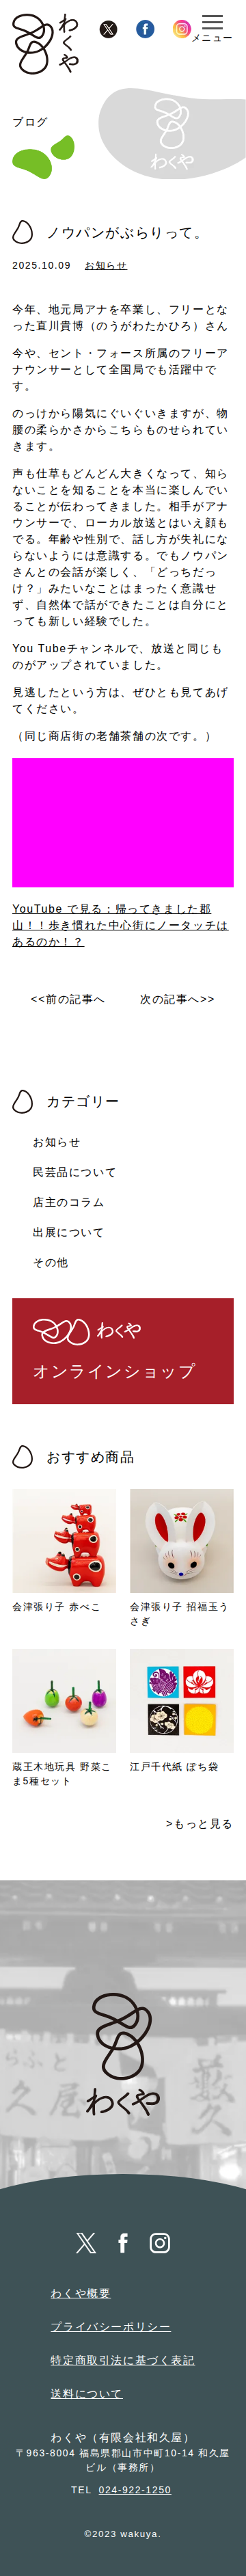 わくや
メニュー
ブログ
わくや
ノウパンがぶらりって。
2025.10.09 お知らせ
今年、地元局アナを卒業し、フリーとな
った直川貴博（のうがわたかひろ）さん
今や、セント・フォース所属のフリーア
ナウンサーとして全国局でも活躍中で
す。
のっけから陽気にぐいぐいきますが、物
腰の柔らかさからこちらものせられていき
ます。
声も仕草もどんどん大きくなって、知ら
ないことを知ることを本当に楽しんでい
ることが伝わってきました。相手がアナ
ウンサーで、ローカル放送とはいえ顔も
でる。年齢や性別で、話し方が失礼にな
らないようには意識する。でもノウパン
さんとの会話が楽しく、「どっちだっ
け？」みたいなことはまったく意識せ
ず、自然体で話ができたことは自分にと
っても新しい経験でした。
You Tubeチャンネルで、放送と同じも
のがアップされていました。
見逃したという方は、ぜひとも見てあげ
てください。
（同じ商店街の老舗茶舗の次です。）
YouTube で見る：帰ってきました郡
山！！歩き慣れた中心街にノータッチは
あるのか！？
<<前の記事へ 次の記事へ>>
カテゴリー
お知らせ
民芸品について
店主のコラム
出展について
その他
わくや
オンラインショップ
おすすめ商品
会津張り子 赤べこ
会津張り子 招福玉う
さぎ
蔵王木地玩具 野菜こ
ま5種セット
江戸千代紙 ぽち袋
>もっと見る
わくや
わくや概要
プライバシーポリシー
特定商取引法に基づく表記
送料について
わくや（有限会社和久屋）
〒963-8004 福島県郡山市中町10-14 和久屋
ビル（事務所）
TEL 024-922-1250
©2023 wakuya.